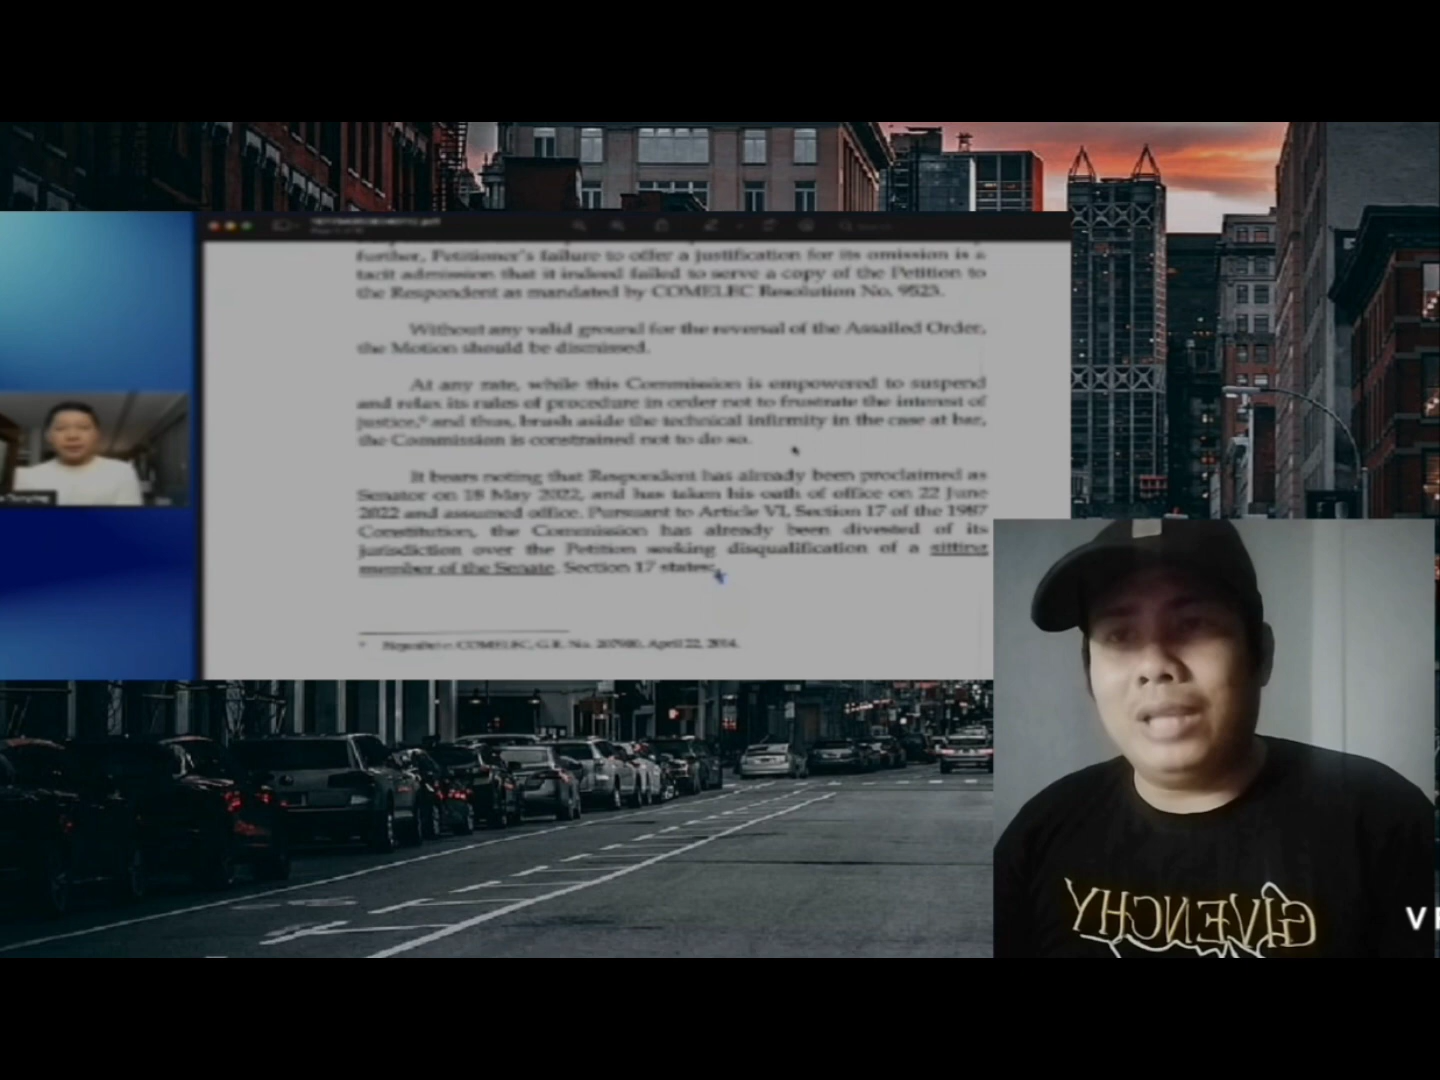 further, Petitioner's failure to offer a justification for its omission is a
tacit admission that it indeed failed to serve a copy of the Petition to
the Respondent as mandated by COMELEC Resolution No. 9523.
Without any valid ground for the reversal of the Assailed Order,
the Motion should be dismissed.
At any rate, while this Commission is empowered to suspend
and relax its rules of procedure in order not to frustrate the interest of
justice, and thus, brush aside the technical infirmity in the case at bar,
the Commission is constrained not to do so.
It bears noting that Respondent has already been proclaimed as
Senator on 18 May 2022, and has taken his oath of office on 22 June
2022 and assumed office. Pursuant to Article VI, Section 17 of the 1987
Constitution, the Commission has already been divested of its
jurisdiction over the Petition seeking disqualification of a sitting
member of the Senate. Section 17 states:
COMELEC, G.R. No. April 22, 2014.
GIVENCHY